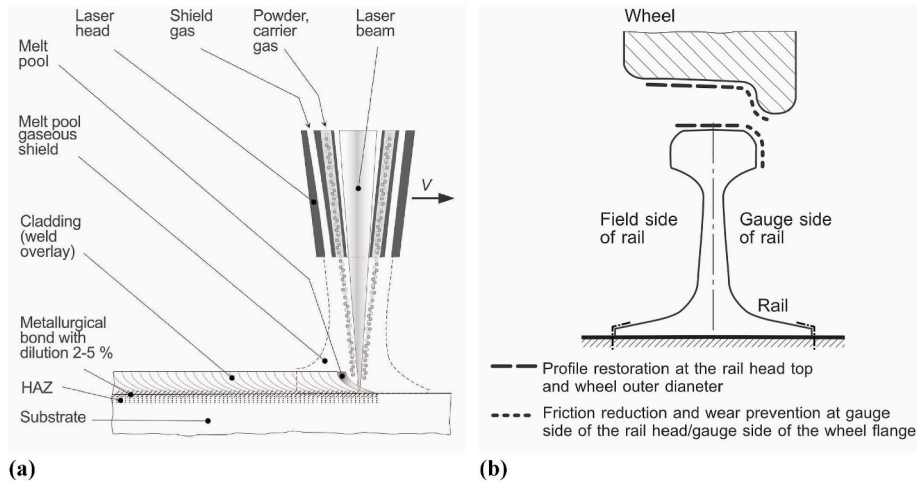 Laser
head
Shield
gas
Powder,
carrier
gas
Laser
beam
Melt
pool
Melt pool
gaseous
shield
Cladding
(weld
overlay)
Metallurgical
bond with
dilution 2-5 %
HAZ
Substrate
V
(a)
Wheel
Field side
of rail
Gauge side
of rail
Rail
Profile restoration at the rail head top
and wheel outer dianeter
Friction reduction and wear prevention at gauge
side of the rail head/gauge side of the wheel flange
(b)